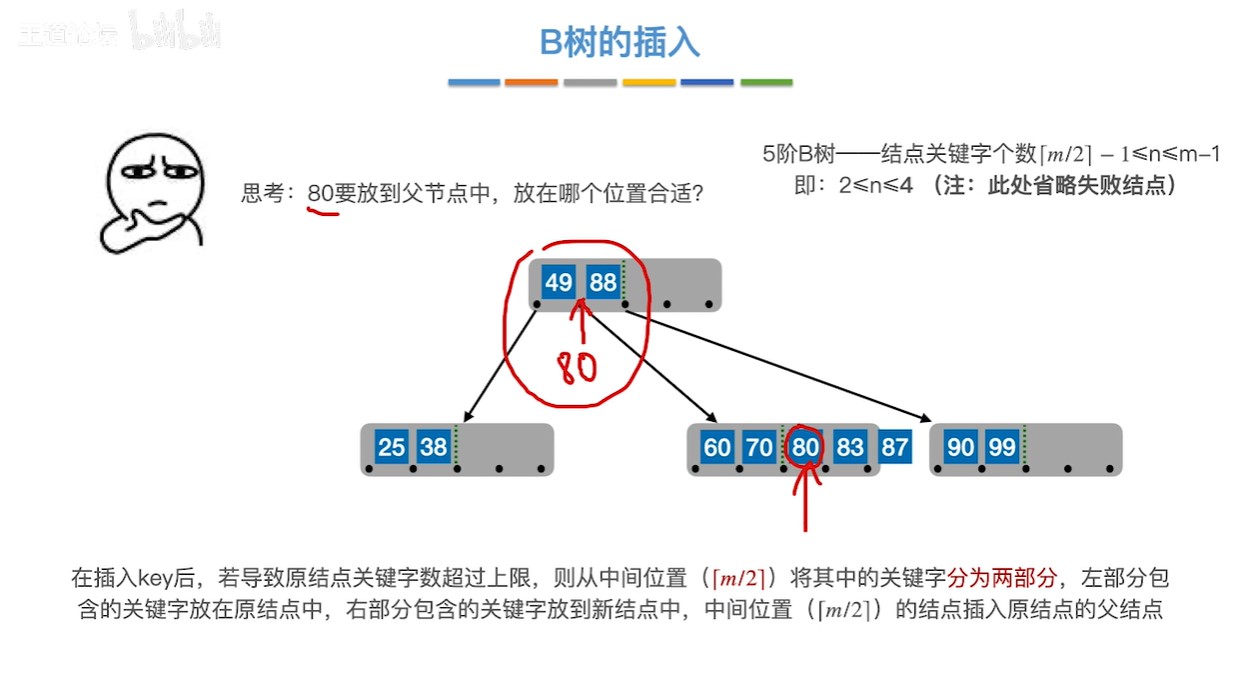 王道论坛 bilibili
B树的插入
5阶B树——结点关键字个数⌈m/2⌉ − 1≤n≤m–1
即：2≤n≤4 （注：此处省略失败结点）
思考：80要放到父节点中，放在哪个位置合适？
49 88
80
25 38
60 70 80 83 87
90 99
在插入key后，若导致原结点关键字数超过上限，则从中间位置（⌈m/2⌉）将其中的关键字分为两部分，左部分包
含的关键字放在原结点中，右部分包含的关键字放到新结点中，中间位置（⌈m/2⌉）的结点插入原结点的父结点